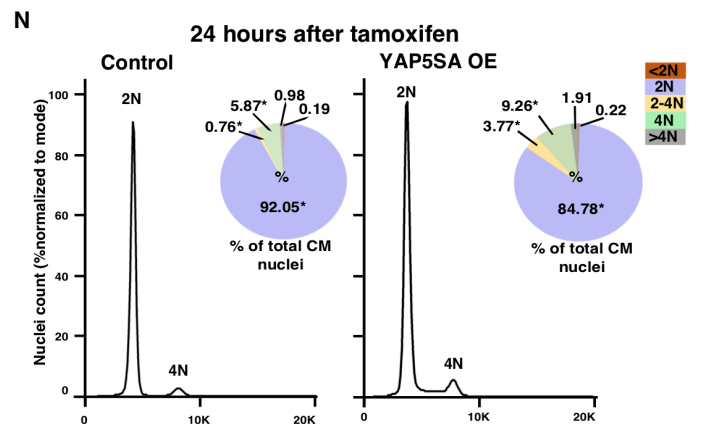 N
24 hours after tamoxifen
Control
YAP5SA OE
<2N
2N
2-4N
4N
>4N
Nuclei count (%normalized to mode)
100
80
60
40
20
0
2N
4N
0
10K
20K
0.76*
5.87*
0.98
0.19
%
92.05*
% of total CM
nuclei
2N
4N
0
10K
20K
3.77*
9.26*
1.91
0.22
%
84.78*
% of total CM
nuclei